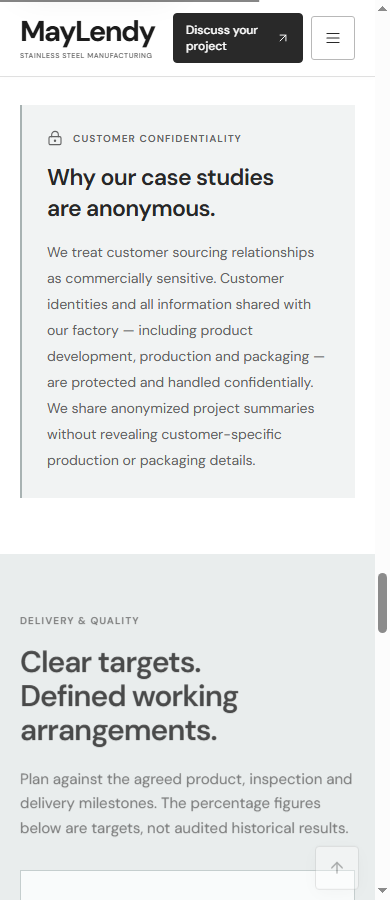 MayLendy
STAINLESS STEEL MANUFACTURING
Discuss your
project
CUSTOMER CONFIDENTIALITY
Why our case studies
are anonymous.
We treat customer sourcing relationships
as commercially sensitive. Customer
identities and all information shared with
our factory — including product
development, production and packaging —
are protected and handled confidentially.
We share anonymized project summaries
without revealing customer-specific
production or packaging details.
DELIVERY & QUALITY
Clear targets.
Defined working
arrangements.
Plan against the agreed product, inspection and
delivery milestones. The percentage figures
below are targets, not audited historical results.